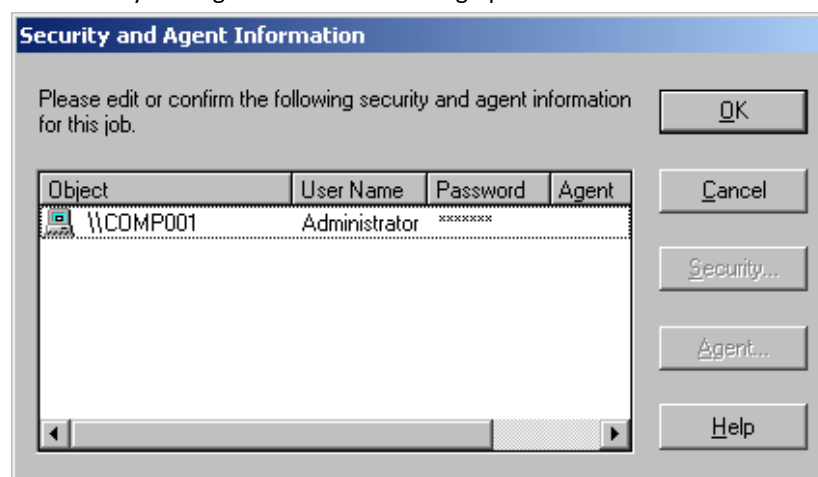 Security and Agent Information
Please edit or confirm the following security and agent information
for this job.
OK
Object User Name Password Agent
Cancel
\\COMP001 Administrator *******
Security...
Agent...
Help